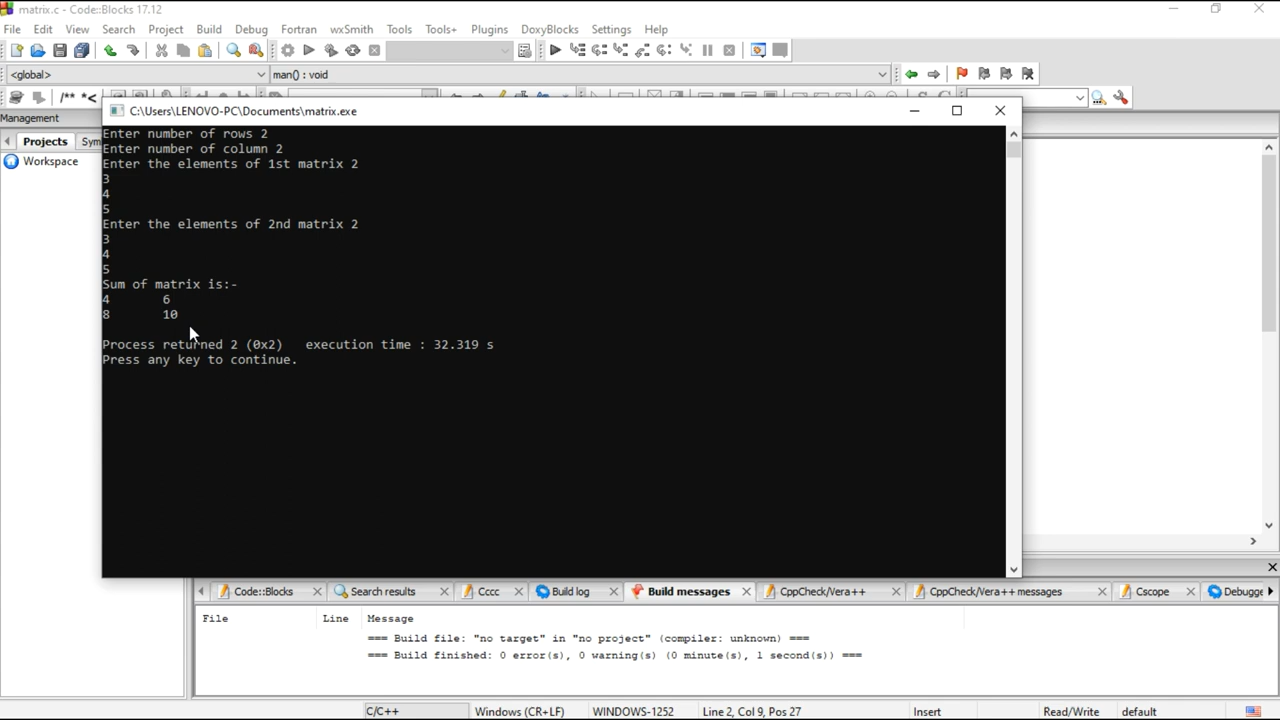 matrix.c - Code::Blocks 17.12
File Edit View Search Project Build Debug Fortran wxSmith Tools Tools+ Plugins DoxyBlocks Settings Help
<global> man() : void
/** *<
Management
C:\Users\LENOVO-PC\Documents\matrix.exe
Projects Sym
Workspace
Enter number of rows 2
Enter number of column 2
Enter the elements of 1st matrix 2
3
4
5
Enter the elements of 2nd matrix 2
3
4
5
Sum of matrix is:-
4 6
8 10
Process returned 2 (0x2) execution time : 32.319 s
Press any key to continue.
Code::Blocks Search results Cccc Build log Build messages CppCheck/Vera++ CppCheck/Vera++ messages Cscope Debugge
File Line Message
=== Build file: "no target" in "no project" (compiler: unknown) ===
=== Build finished: 0 error(s), 0 warning(s) (0 minute(s), 1 second(s)) ===
C/C++ Windows (CR+LF) WINDOWS-1252 Line 2, Col 9, Pos 27 Insert Read/Write default